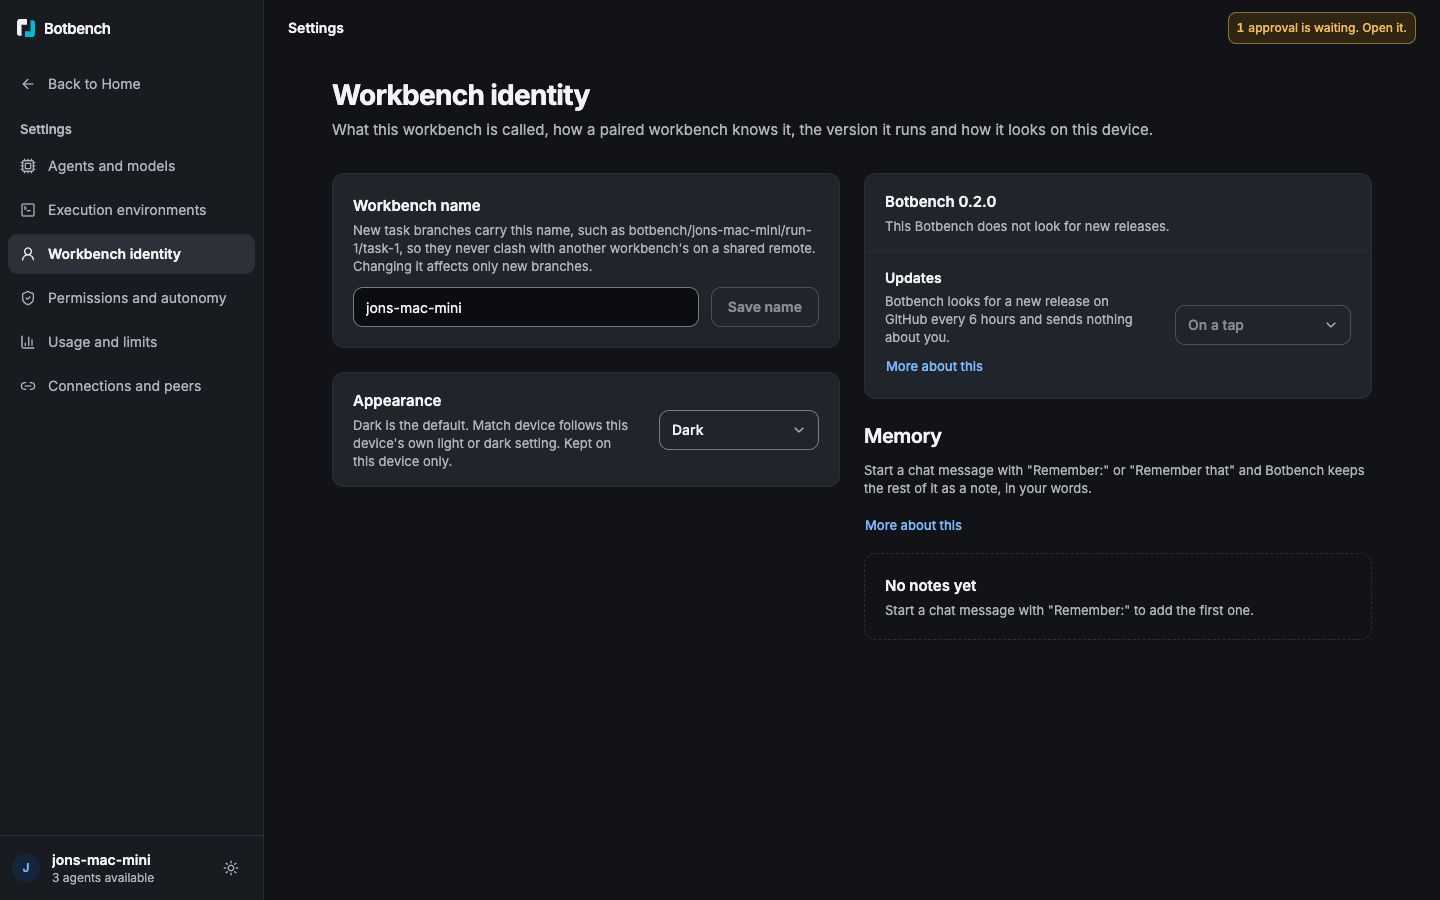 Botbench
Settings
1 approval is waiting. Open it.
Back to Home
Settings
Agents and models
Execution environments
Workbench identity
Permissions and autonomy
Usage and limits
Connections and peers
Workbench identity
What this workbench is called, how a paired workbench knows it, the version it runs and how it looks on this device.
Workbench name
New task branches carry this name, such as botbench/jons-mac-mini/run-
1/task-1, so they never clash with another workbench's on a shared remote.
Changing it affects only new branches.
jons-mac-mini
Save name
Appearance
Dark is the default. Match device follows this
device's own light or dark setting. Kept on
this device only.
Dark
Botbench 0.2.0
This Botbench does not look for new releases.
Updates
Botbench looks for a new release on
GitHub every 6 hours and sends nothing
about you.
On a tap
More about this
Memory
Start a chat message with "Remember:" or "Remember that" and Botbench keeps
the rest of it as a note, in your words.
More about this
No notes yet
Start a chat message with "Remember:" to add the first one.
J
jons-mac-mini
3 agents available